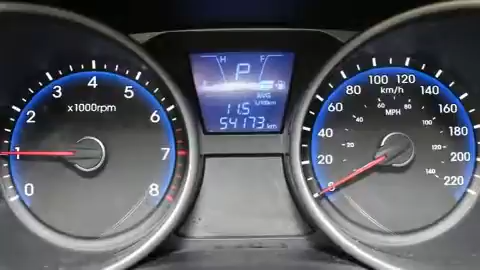 0 1 2 3 4 5 6 7 8
x1000rpm
H F
P
AVG
L/100km
11.5
54173 km
0 20 40 60 80 100 120 140 160 180 200 220
km/h
MPH
20 40 60 80 100 120 140